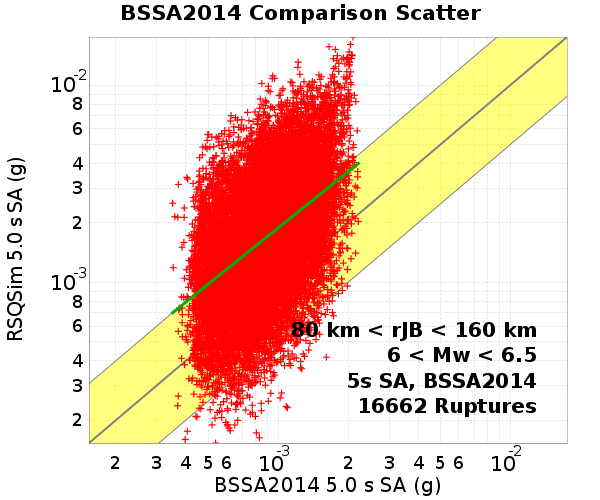 BSSA2014 Comparison Scatter
RSQSim 5.0 s SA (g)
10-2
8
6
4
3
2
10-3
8
6
4
3
2
80 km < rJB < 160 km
6 < Mw < 6.5
5s SA, BSSA2014
16662 Ruptures
2 3 4 5 6 10-3 2 3 4 5 6 10-2
BSSA2014 5.0 s SA (g)